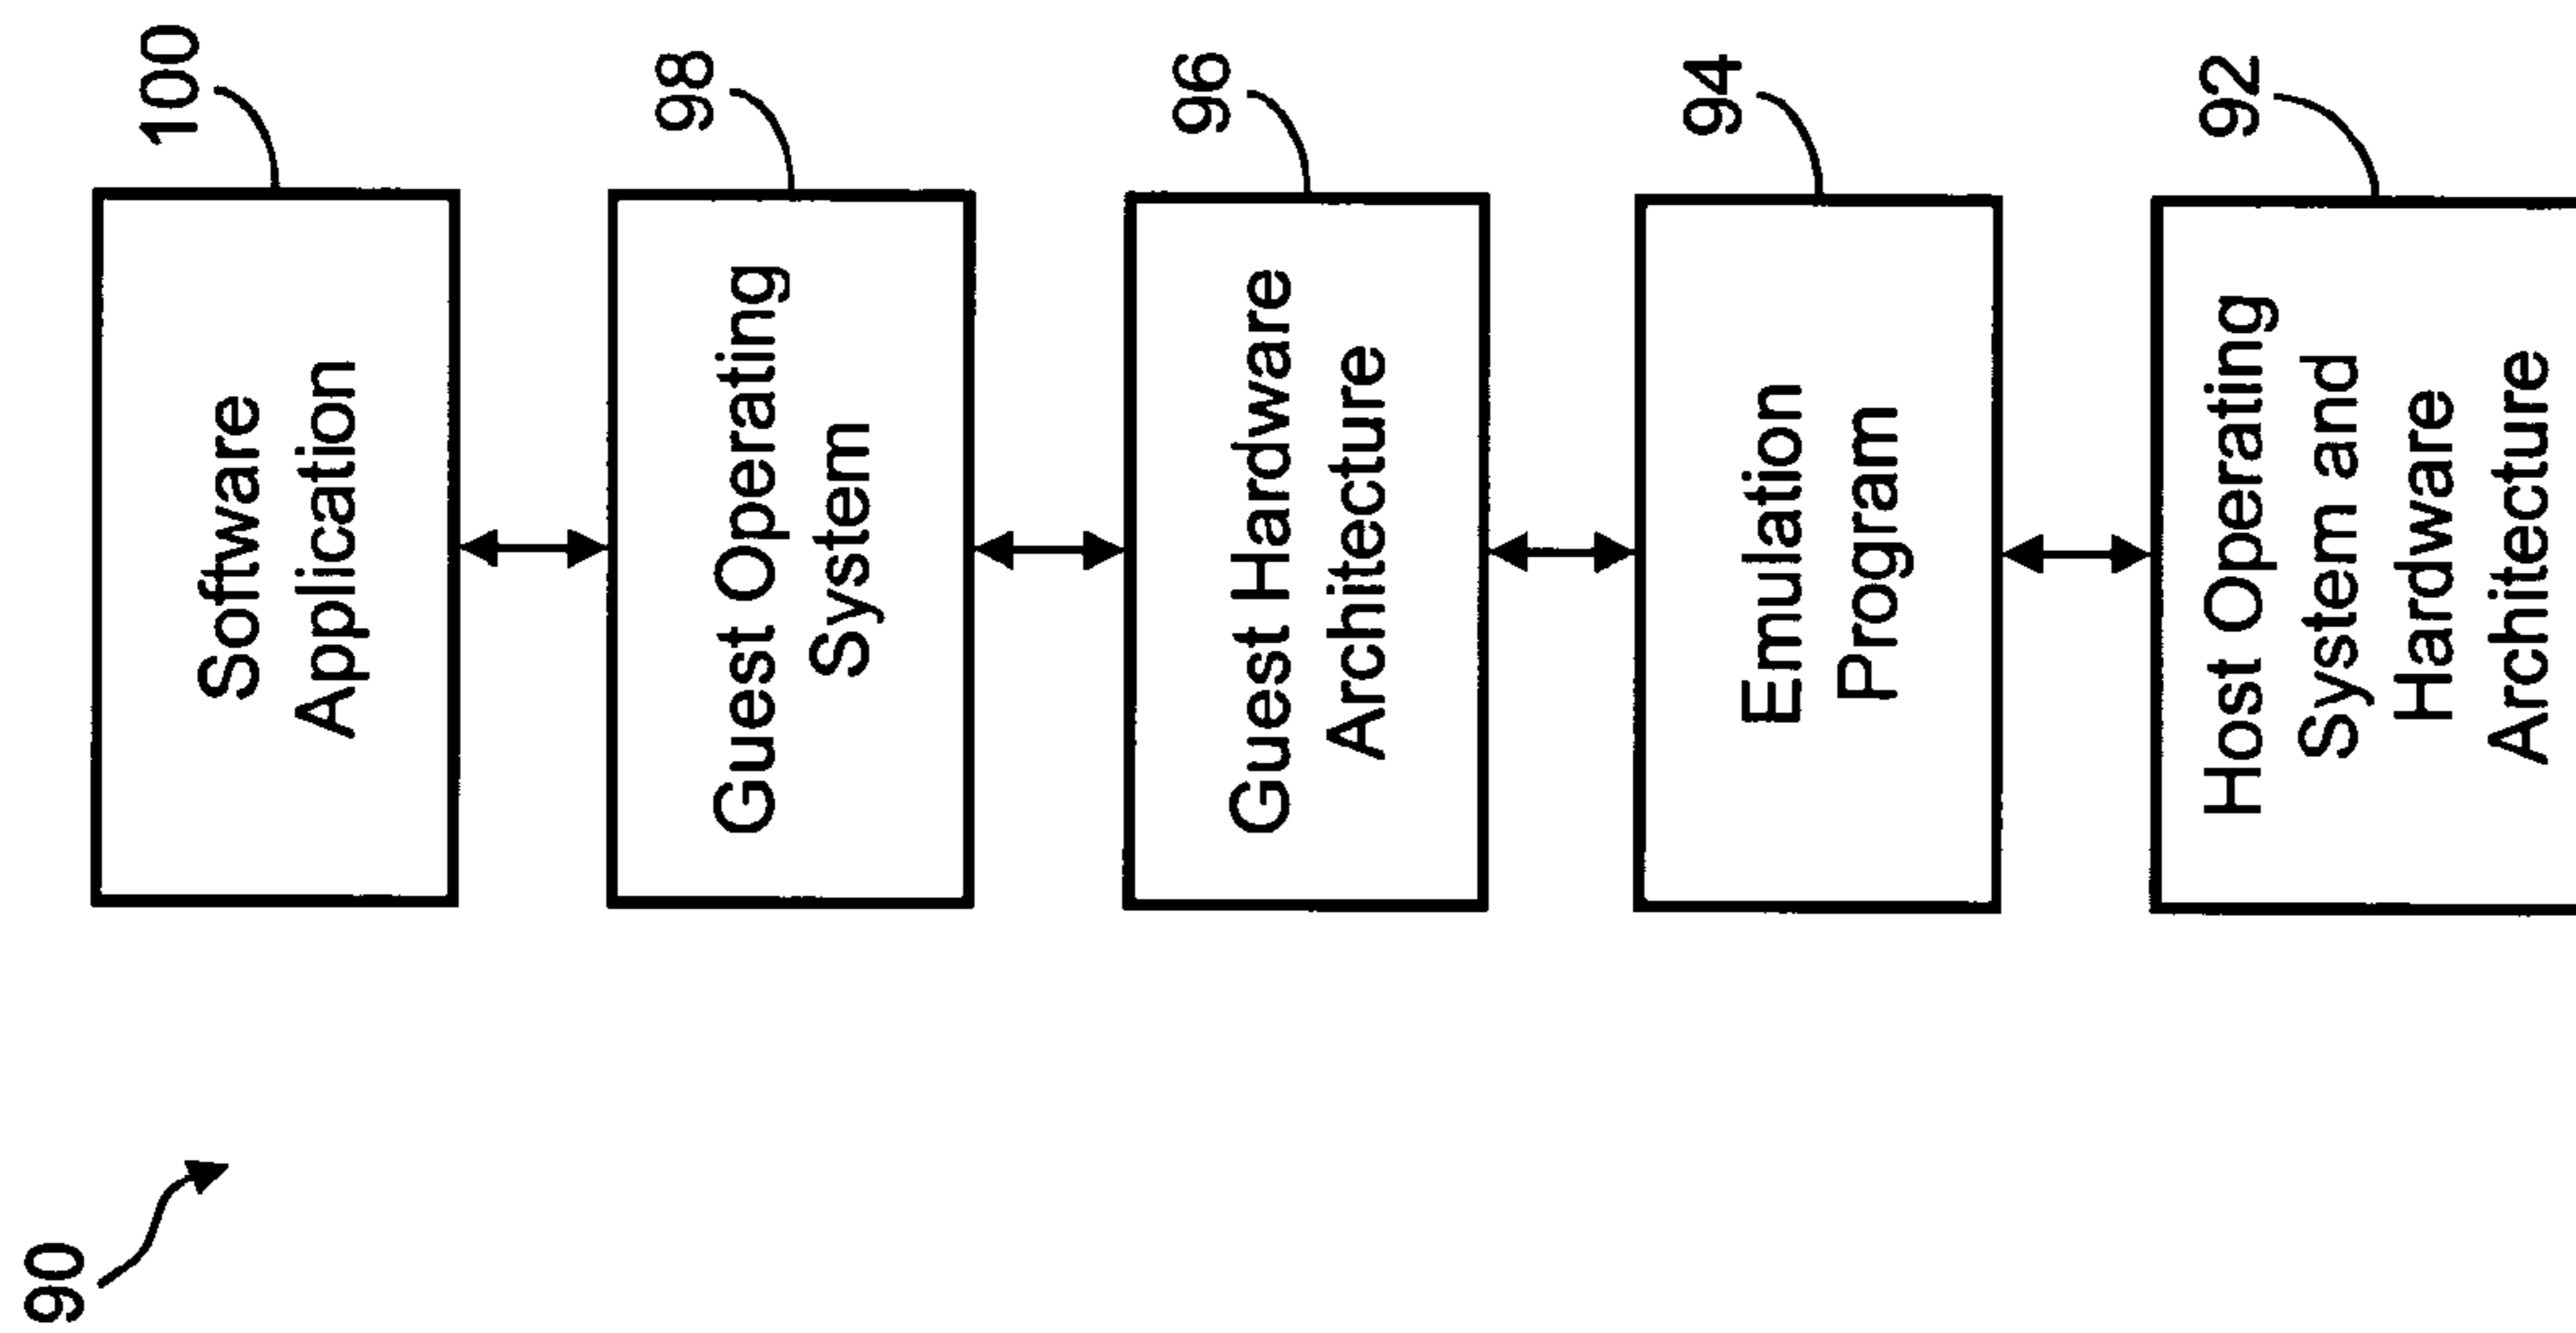 90
100
Software
Application
98
Guest Operating
System
96
Guest Hardware
Architecture
94
Emulation
Program
92
Host Operating
System and
Hardware
Architecture